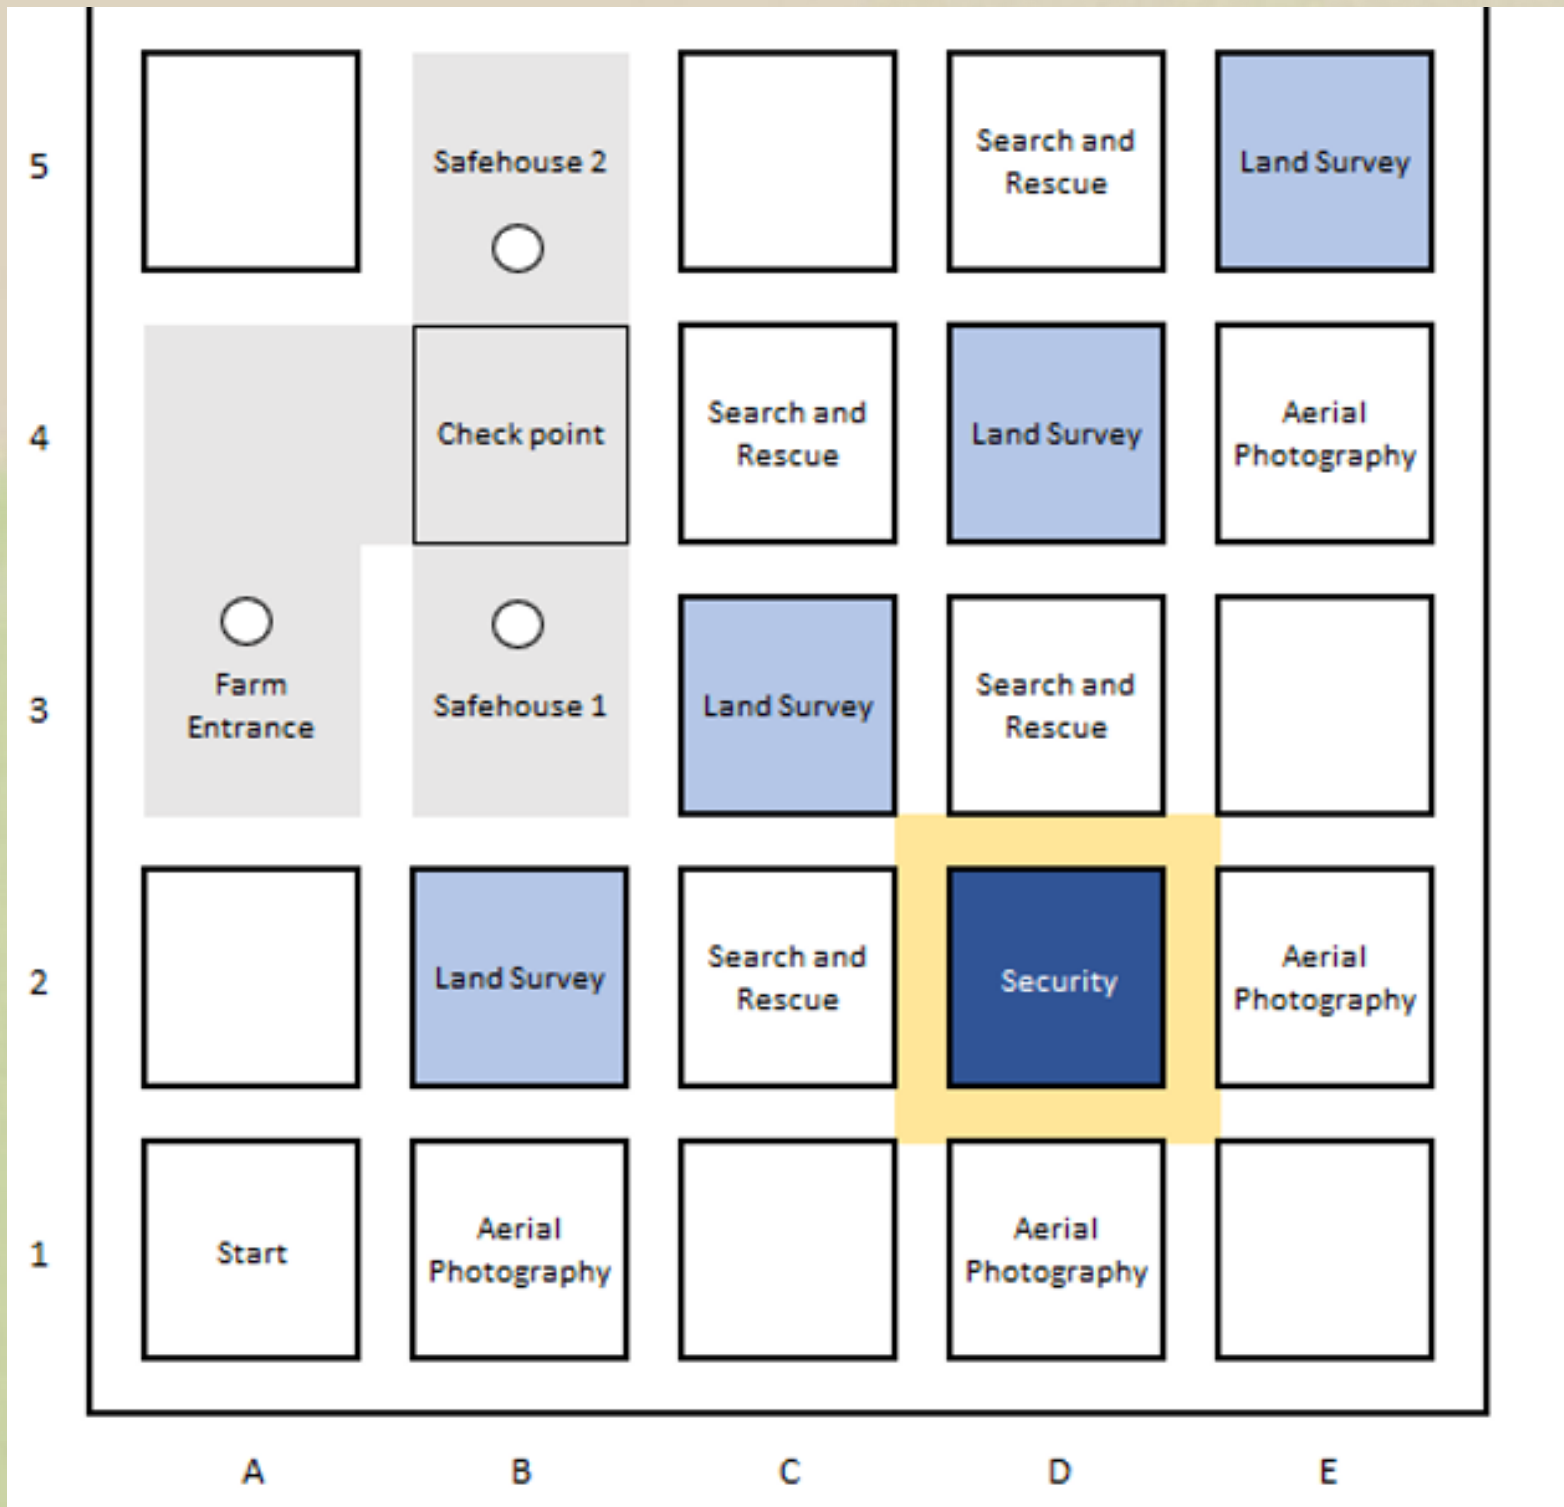 5
Safehouse 2
Search and
Rescue
Land Survey
4
Check point
Search and
Rescue
Land Survey
Aerial
Photography
3
Farm
Entrance
Safehouse 1
Land Survey
Search and
Rescue
2
Land Survey
Search and
Rescue
Security
Aerial
Photography
1
Start
Aerial
Photography
Aerial
Photography
A B C D E